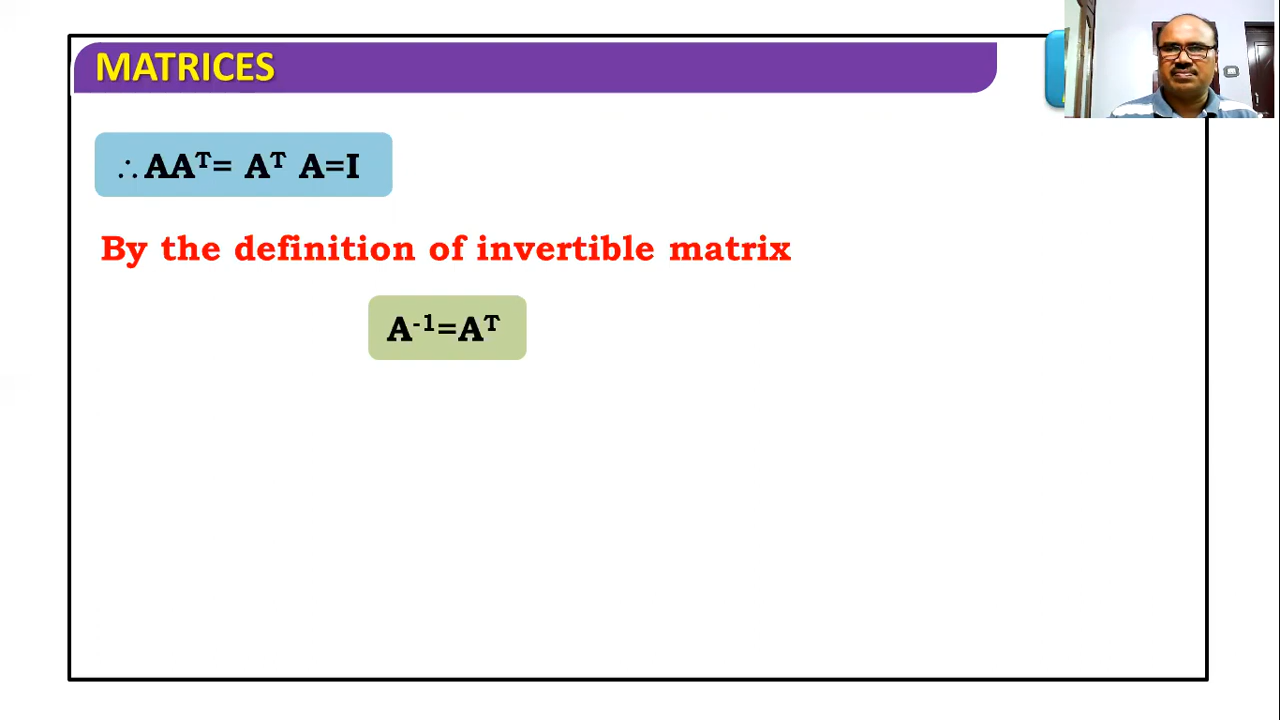 MATRICES
∴ AAᵀ= Aᵀ A=I
By the definition of invertible matrix
A⁻¹=Aᵀ